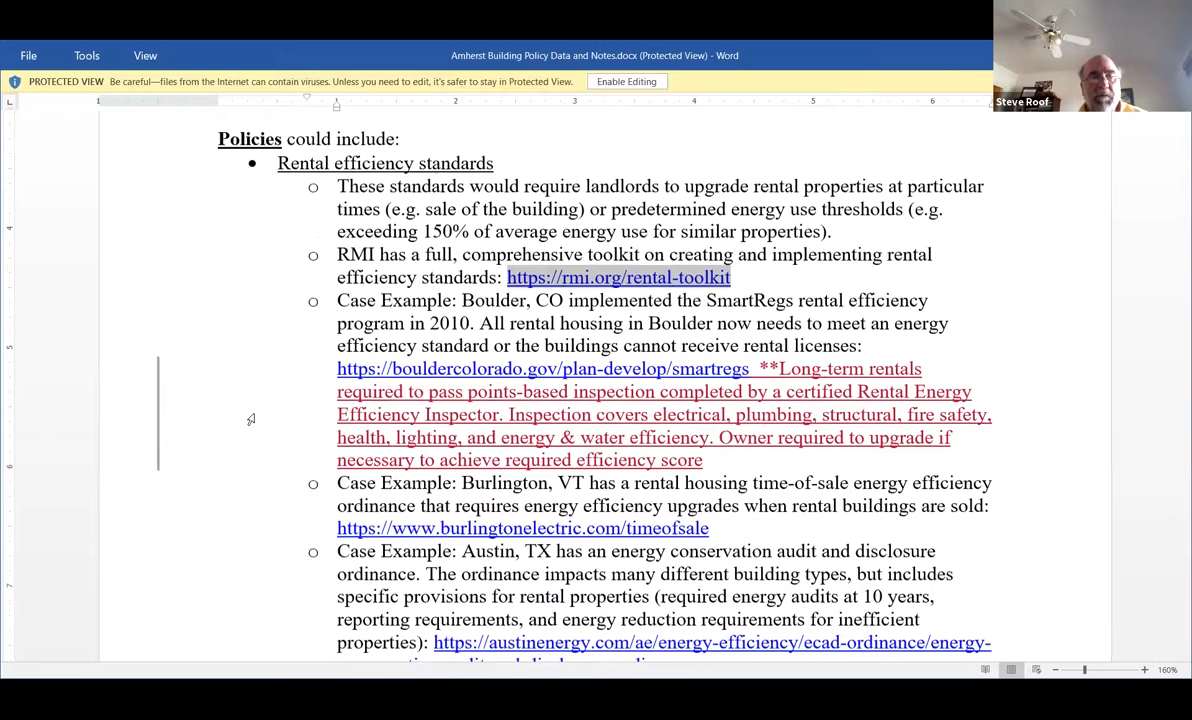 File Tools View Amherst Building Policy Data and Notes.docx (Protected View) - Word
PROTECTED VIEW Be careful—files from the Internet can contain viruses. Unless you need to edit, it's safer to stay in Protected View. Enable Editing
Steve Roof
1 1 2 3 4 5 6
Policies could include:
• Rental efficiency standards
o These standards would require landlords to upgrade rental properties at particular
times (e.g. sale of the building) or predetermined energy use thresholds (e.g.
exceeding 150% of average energy use for similar properties).
o RMI has a full, comprehensive toolkit on creating and implementing rental
efficiency standards: https://rmi.org/rental-toolkit
o Case Example: Boulder, CO implemented the SmartRegs rental efficiency
program in 2010. All rental housing in Boulder now needs to meet an energy
efficiency standard or the buildings cannot receive rental licenses:
https://bouldercolorado.gov/plan-develop/smartregs **Long-term rentals
required to pass points-based inspection completed by a certified Rental Energy
Efficiency Inspector. Inspection covers electrical, plumbing, structural, fire safety,
health, lighting, and energy & water efficiency. Owner required to upgrade if
necessary to achieve required efficiency score
o Case Example: Burlington, VT has a rental housing time-of-sale energy efficiency
ordinance that requires energy efficiency upgrades when rental buildings are sold:
https://www.burlingtonelectric.com/timeofsale
o Case Example: Austin, TX has an energy conservation audit and disclosure
ordinance. The ordinance impacts many different building types, but includes
specific provisions for rental properties (required energy audits at 10 years,
reporting requirements, and energy reduction requirements for inefficient
properties): https://austinenergy.com/ae/energy-efficiency/ecad-ordinance/energy-
4
5
6
7
160%